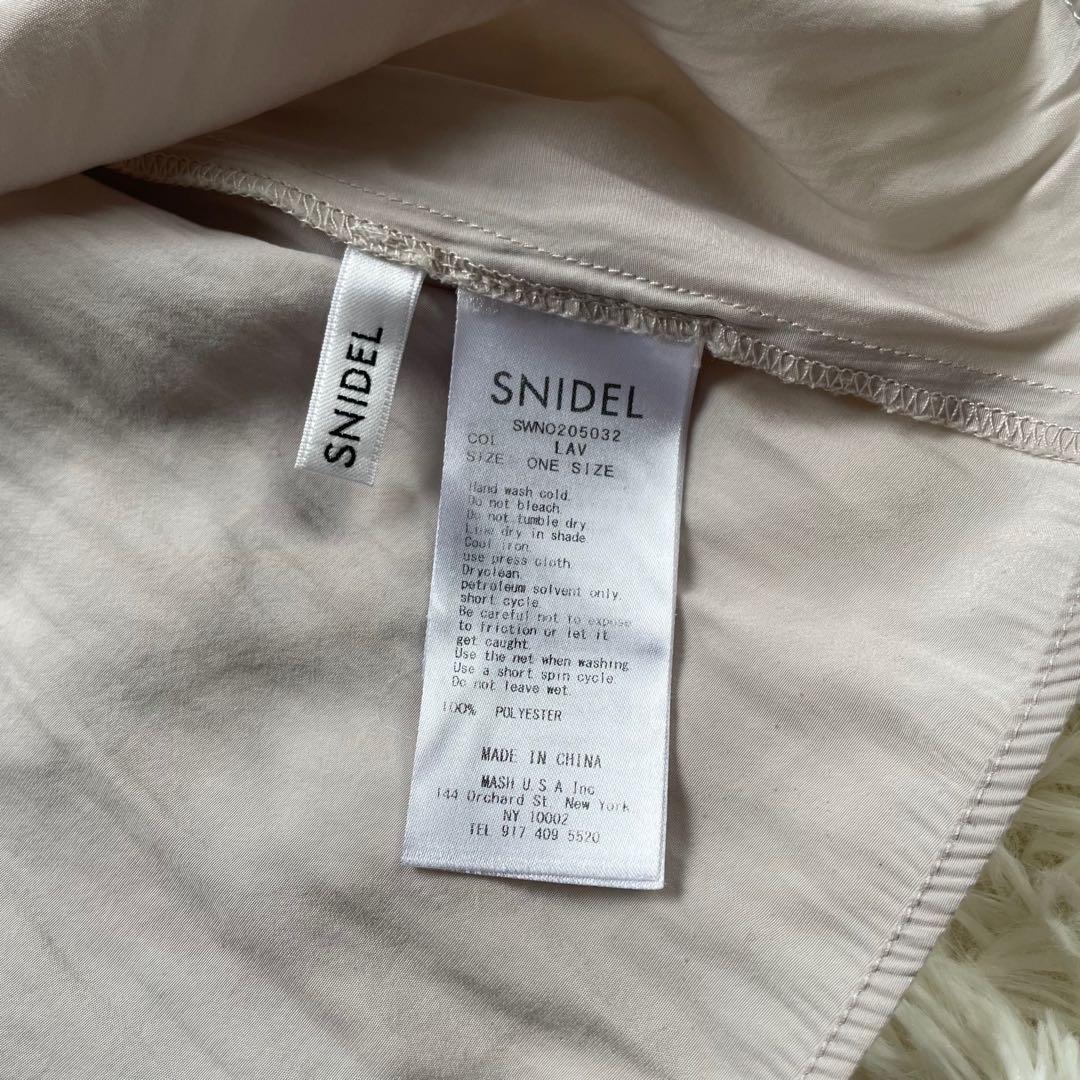 SNIDEL
SNIDEL
SWNO205032
COL LAV
SIZE ONE SIZE
Hand wash cold.
Do not bleach.
Do not tumble dry.
Line dry in shade
Cool iron.
use press cloth.
Dryclean.
petroleum solvent only.
short cycle.
Be careful not to expose
to friction or let it
get caught.
Use the net when washing.
Use a short spin cycle.
Do not leave wet.
100% POLYESTER
MADE IN CHINA
MASH U.S.A Inc
144 Orchard St. New York
NY 10002
TEL 917 409 5520